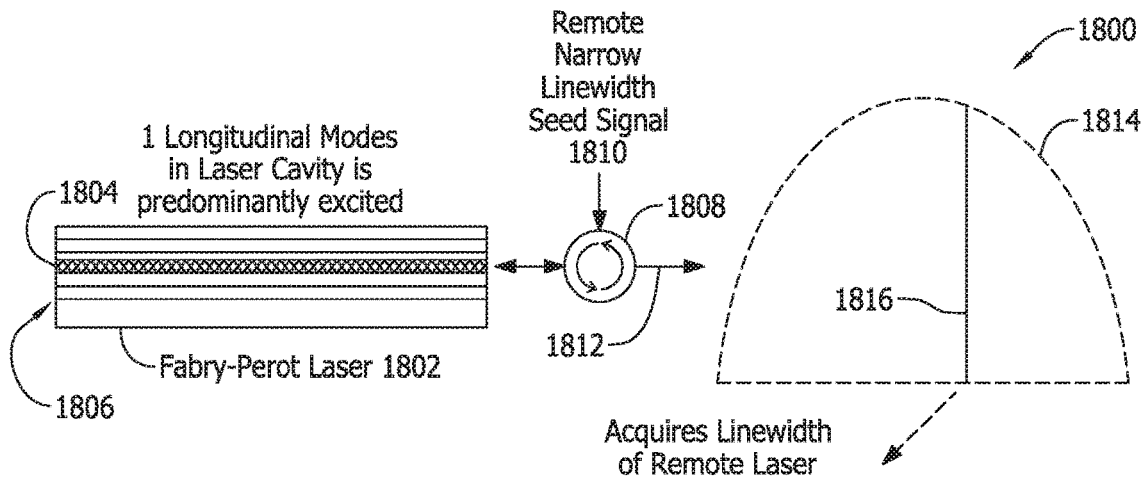 Remote
Narrow
Linewidth
Seed Signal
1810
1800
1814
1 Longitudinal Modes
in Laser Cavity is
predominantly excited
1804
1808
1816
1812
Fabry-Perot Laser 1802
1806
Acquires Linewidth
of Remote Laser